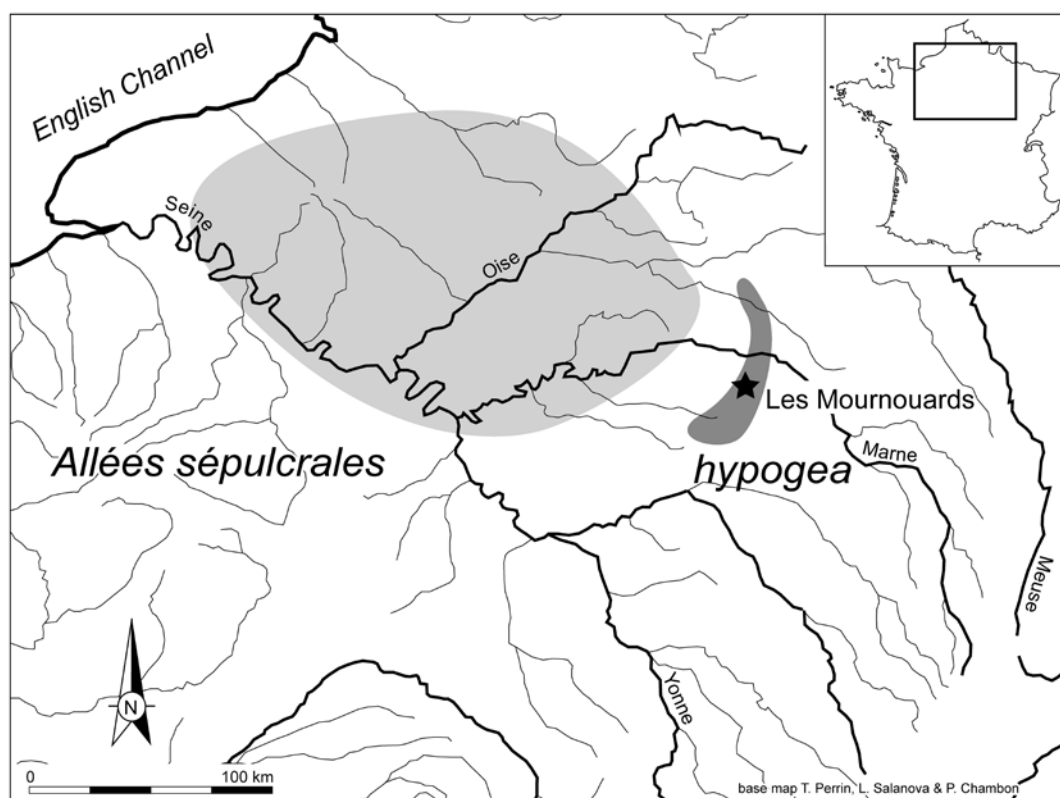 English Channel
Seine
Oise
Les Mournouards
Allées sépulcrales
hypogea
Marne
Meuse
Yonne
N
0 100 km
base map T. Perrin, L. Salanova & P. Chambon